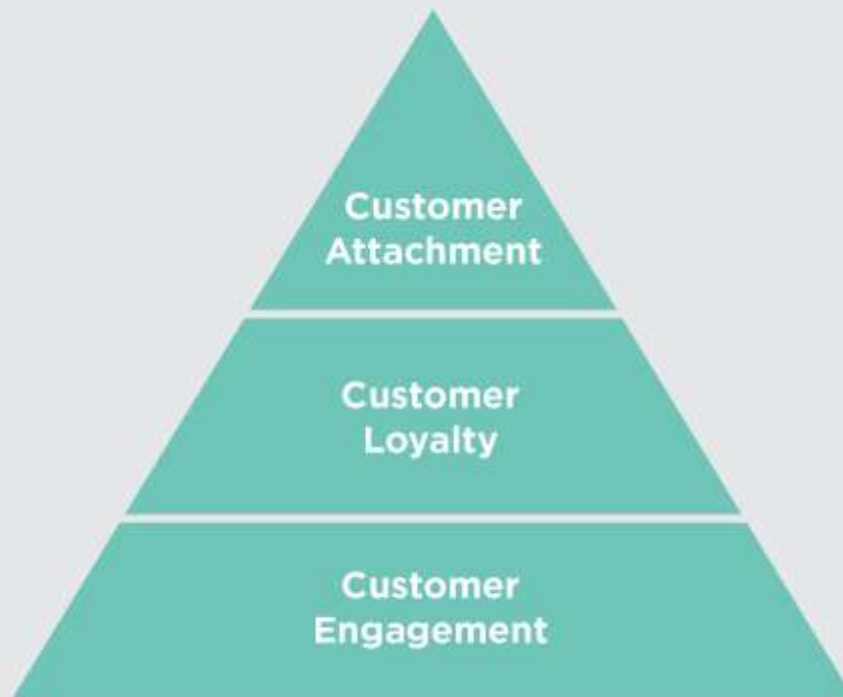 Customer
Attachment
Customer
Loyalty
Customer
Engagement